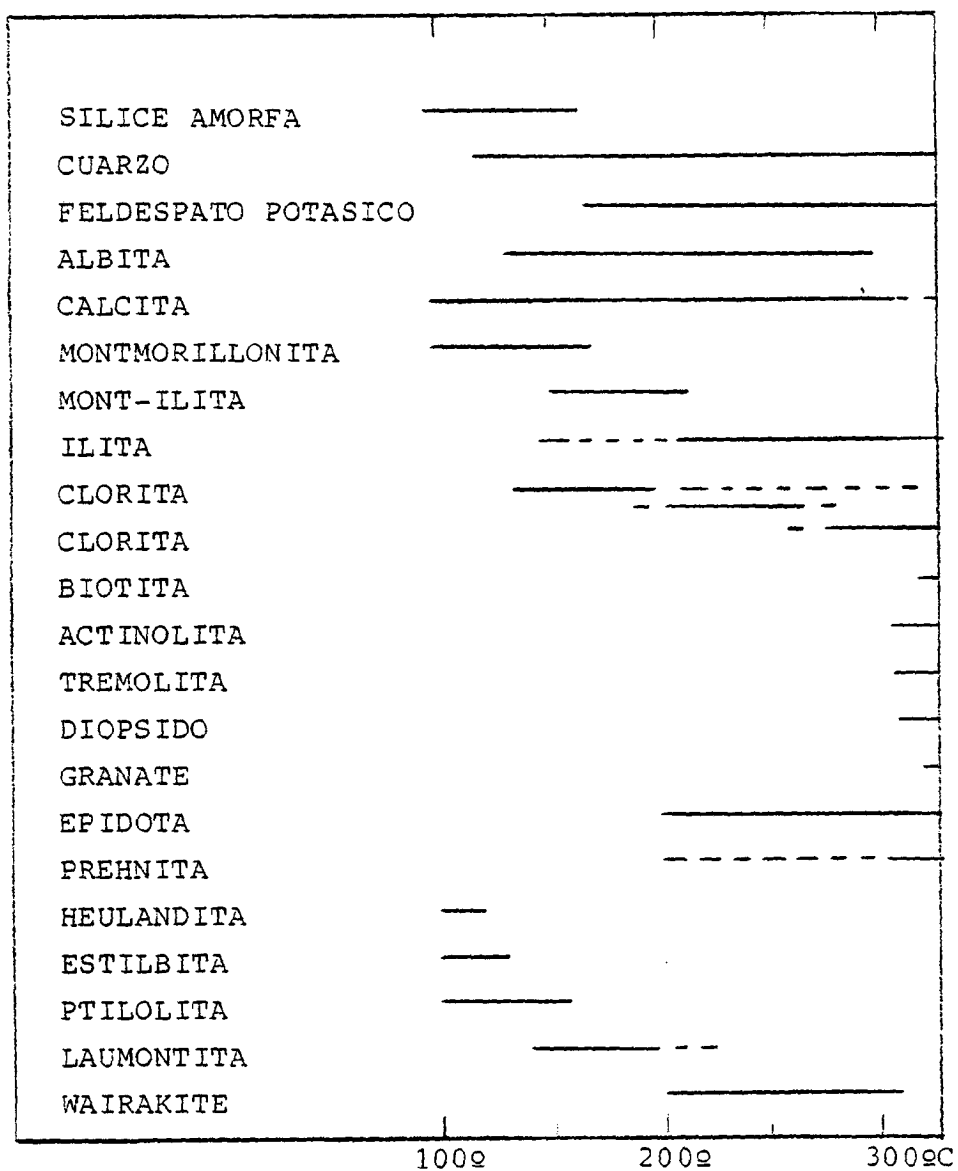 SILICE AMORFA
CUARZO
FELDESPATO POTASICO
ALBITA
CALCITA
MONTMORILLONITA
MONT-ILITA
ILITA
CLORITA
CLORITA
BIOTITA
ACTINOLITA
TREMOLITA
DIOPSIDO
GRANATE
EPIDOTA
PREHNITA
HEULANDITA
ESTILBITA
PTILOLITA
LAUMONTITA
WAIRAKITE
100º 200º 300ºC